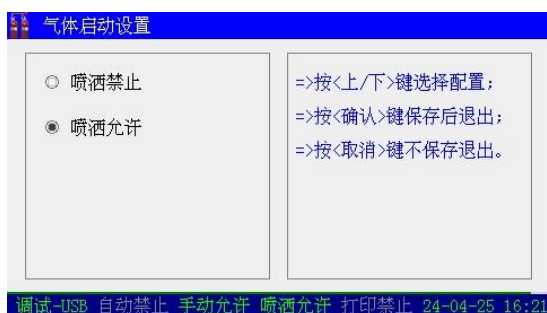 气体启动设置
喷洒禁止
喷洒允许
=>按<上/下>键选择配置;
=>按<确认>键保存后退出;
=>按<取消>键不保存退出。
调试-USB 自动禁止 手动允许 喷洒允许 打印禁止 24-04-25 16:21